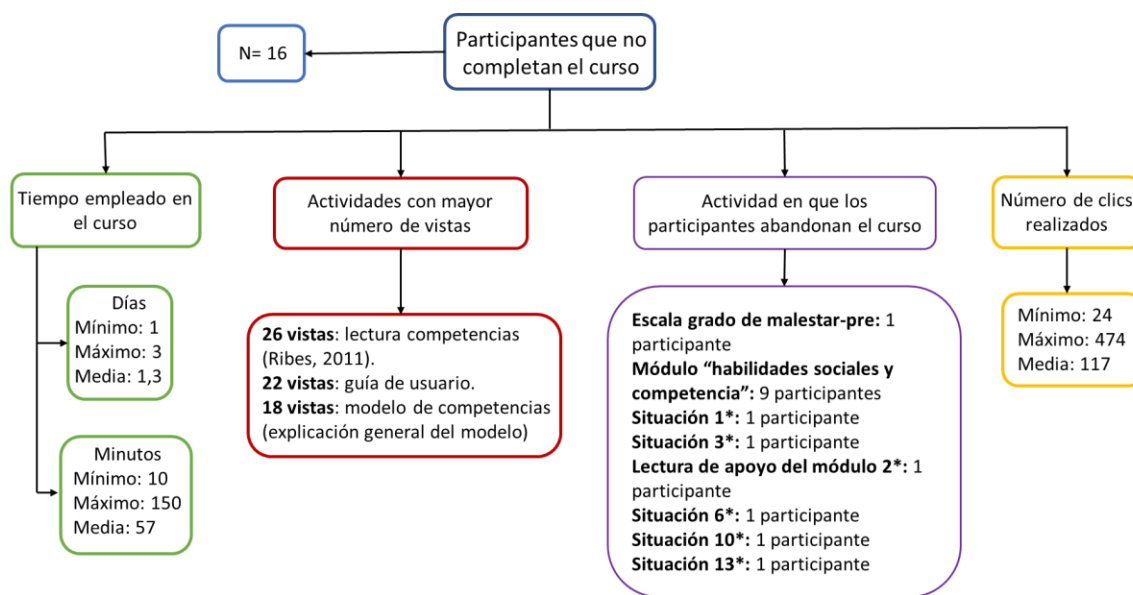 N= 16
Participantes que no
completan el curso
Tiempo empleado en
el curso
Actividades con mayor
número de vistas
Actividad en que los
participantes abandonan el curso
Número de clics
realizados
Días
Mínimo: 1
Máximo: 3
Media: 1,3
Minutos
Mínimo: 10
Máximo: 150
Media: 57
26 vistas: lectura competencias
(Ribes, 2011).
22 vistas: guía de usuario.
18 vistas: modelo de competencias
(explicación general del modelo)
Escala grado de malestar-pre: 1
participante
Módulo “habilidades sociales y
competencia”: 9 participantes
Situación 1*: 1 participante
Situación 3*: 1 participante
Lectura de apoyo del módulo 2*: 1
participante
Situación 6*: 1 participante
Situación 10*: 1 participante
Situación 13*: 1 participante
Mínimo: 24
Máximo: 474
Media: 117